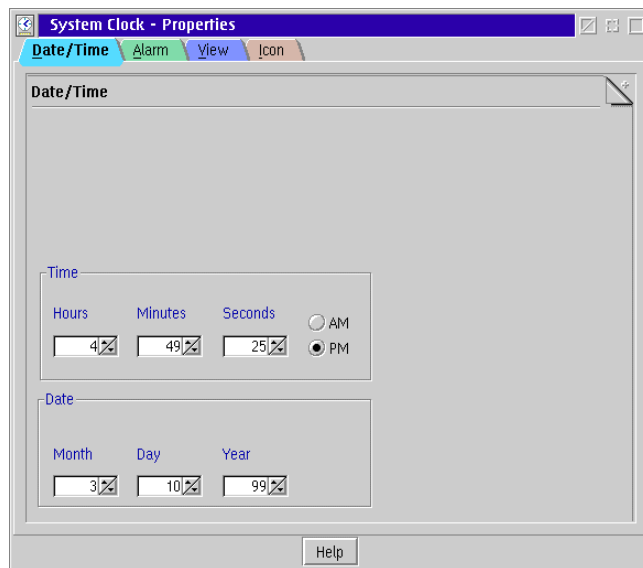 System Clock - Properties
Date/Time Alarm View Icon
Date/Time
Time
Hours Minutes Seconds
AM
4 49 25
PM
Date
Month Day Year
3 10 99
Help